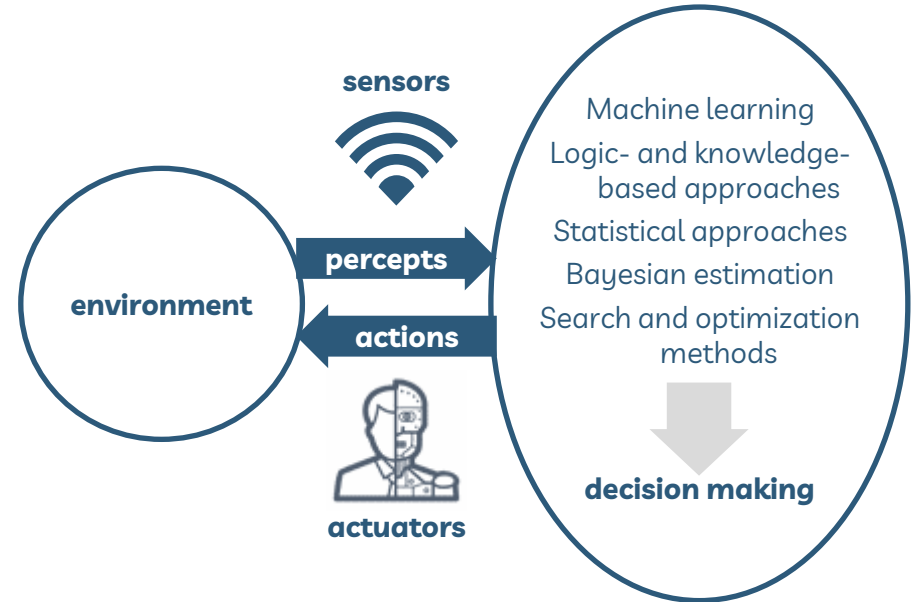 sensors
Machine learning
Logic- and knowledge-
based approaches
Statistical approaches
Bayesian estimation
Search and optimization
methods
percepts
environment
actions
decision making
actuators